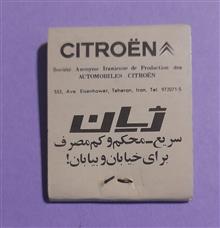 CITROËN
Société Anonyme Iranienne de Production des
AUTOMOBILES CITROËN
553, Ave. Eisenhower, Teheran, Iran, Tel. 972071-5
ژیان
سریع-محکم و کم مصرف
برای خیابان و بیابان!